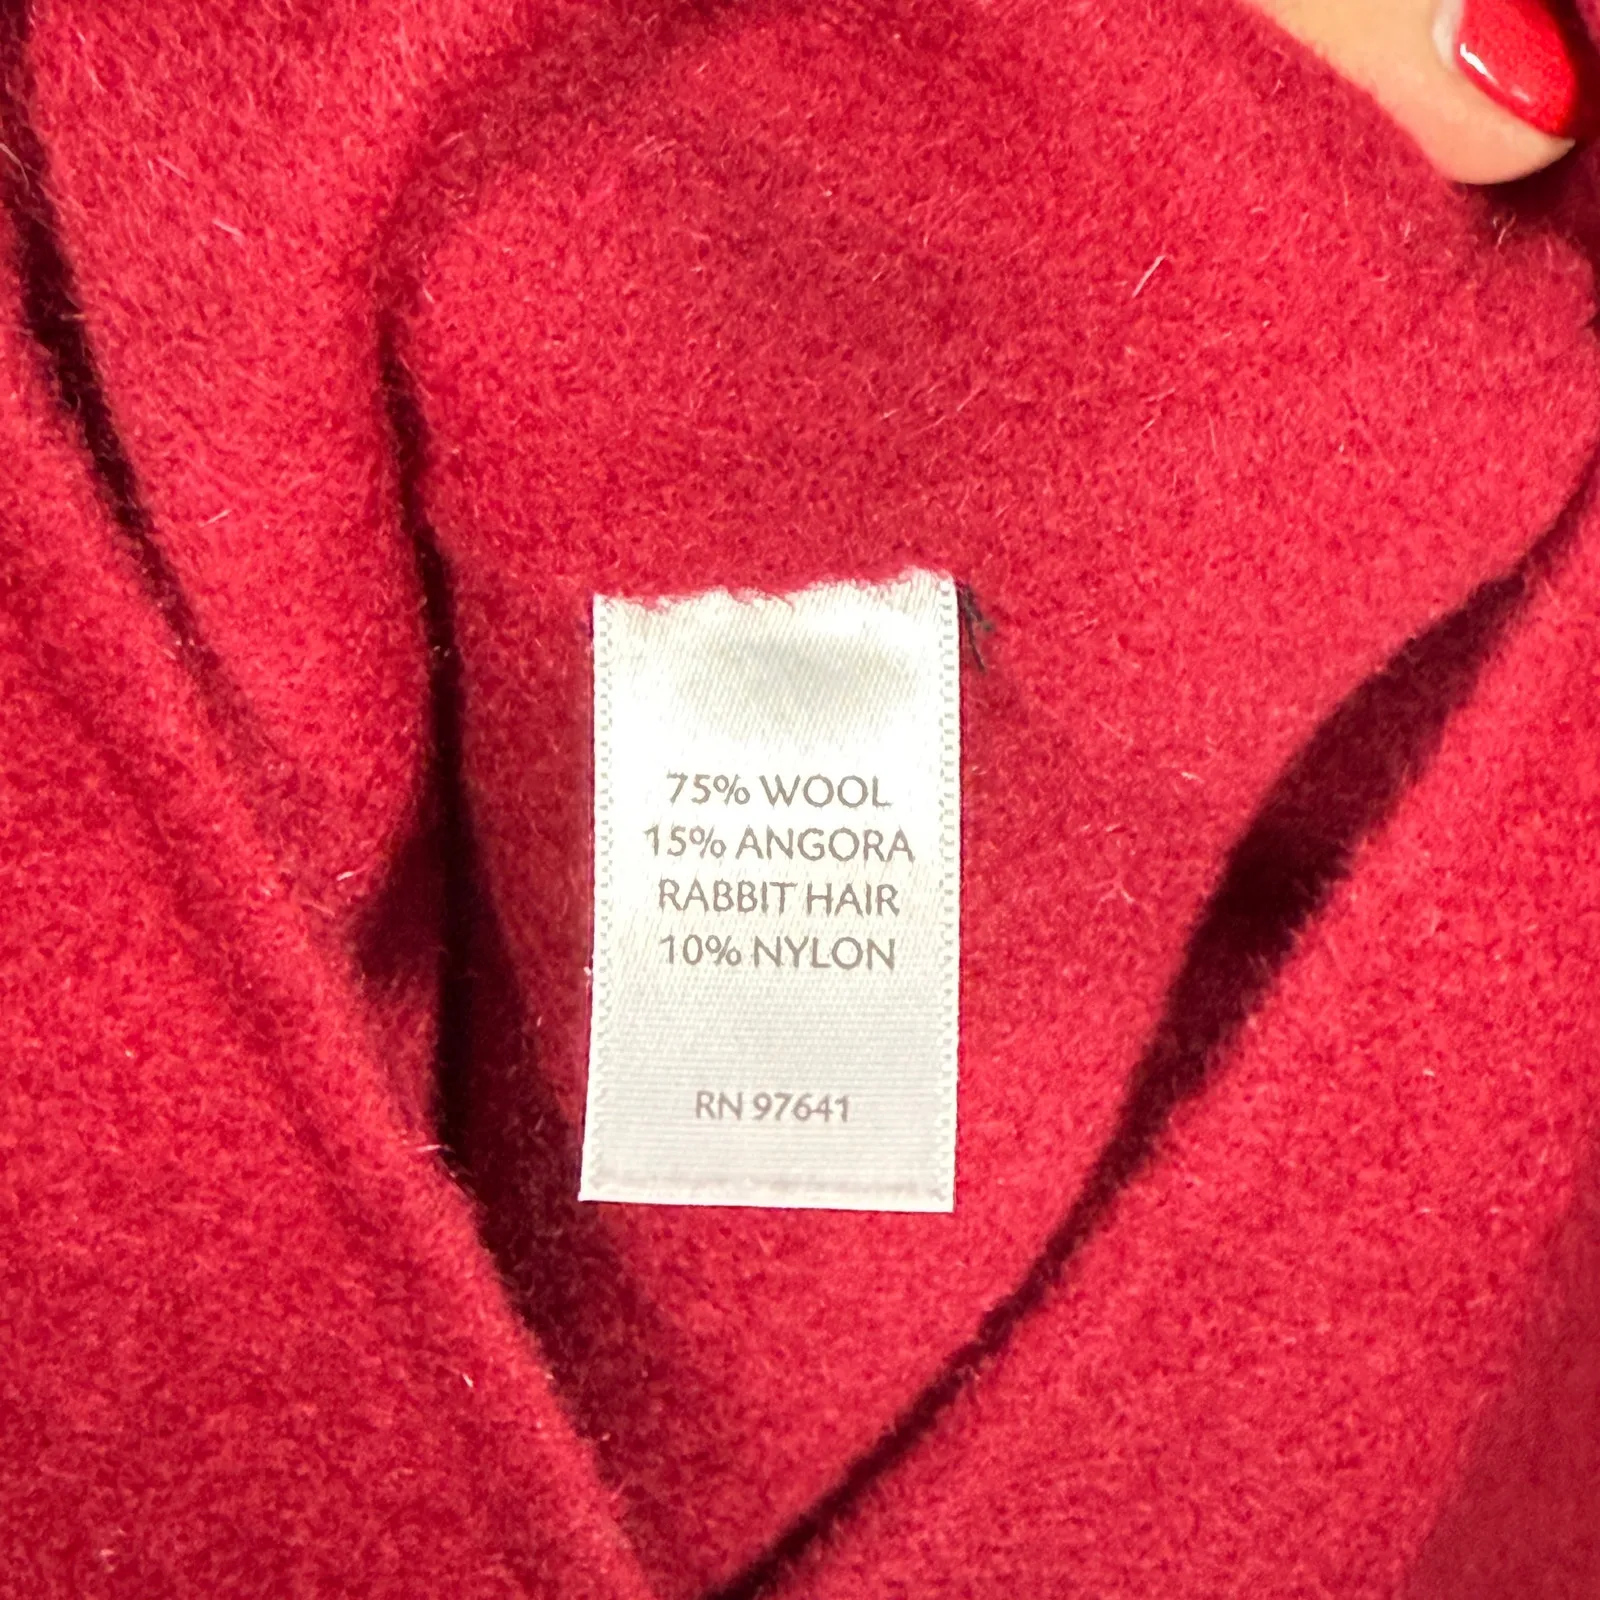 75% WOOL
15% ANGORA
RABBIT HAIR
10% NYLON
RN 97641